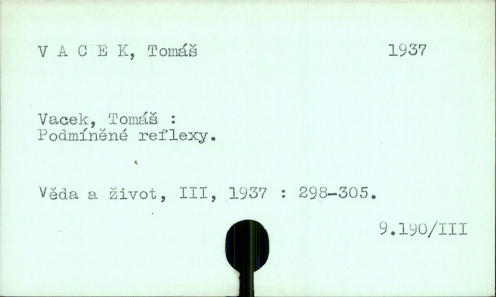 V A C E K, Tomáš 1937
Vacek, Tomáš :
Podmíněné reflexy.
Věda a život, III, 1937 : 298-305.
9.190/III